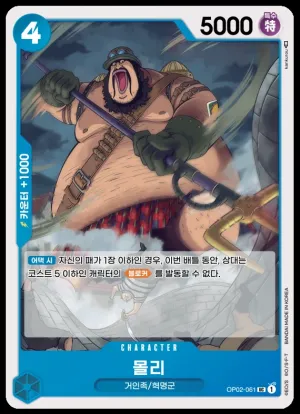 4
5000
특수
特
카운터 +1000
어택 시 자신의 패가 1장 이하인 경우, 이번 배틀 동안, 상대는
코스트 5 이하인 캐릭터의 블로커 를 발동할 수 없다.
CHARACTER
몰리
거인족/혁명군
OP02-061 UC 1
BANDAI MADE IN KOREA